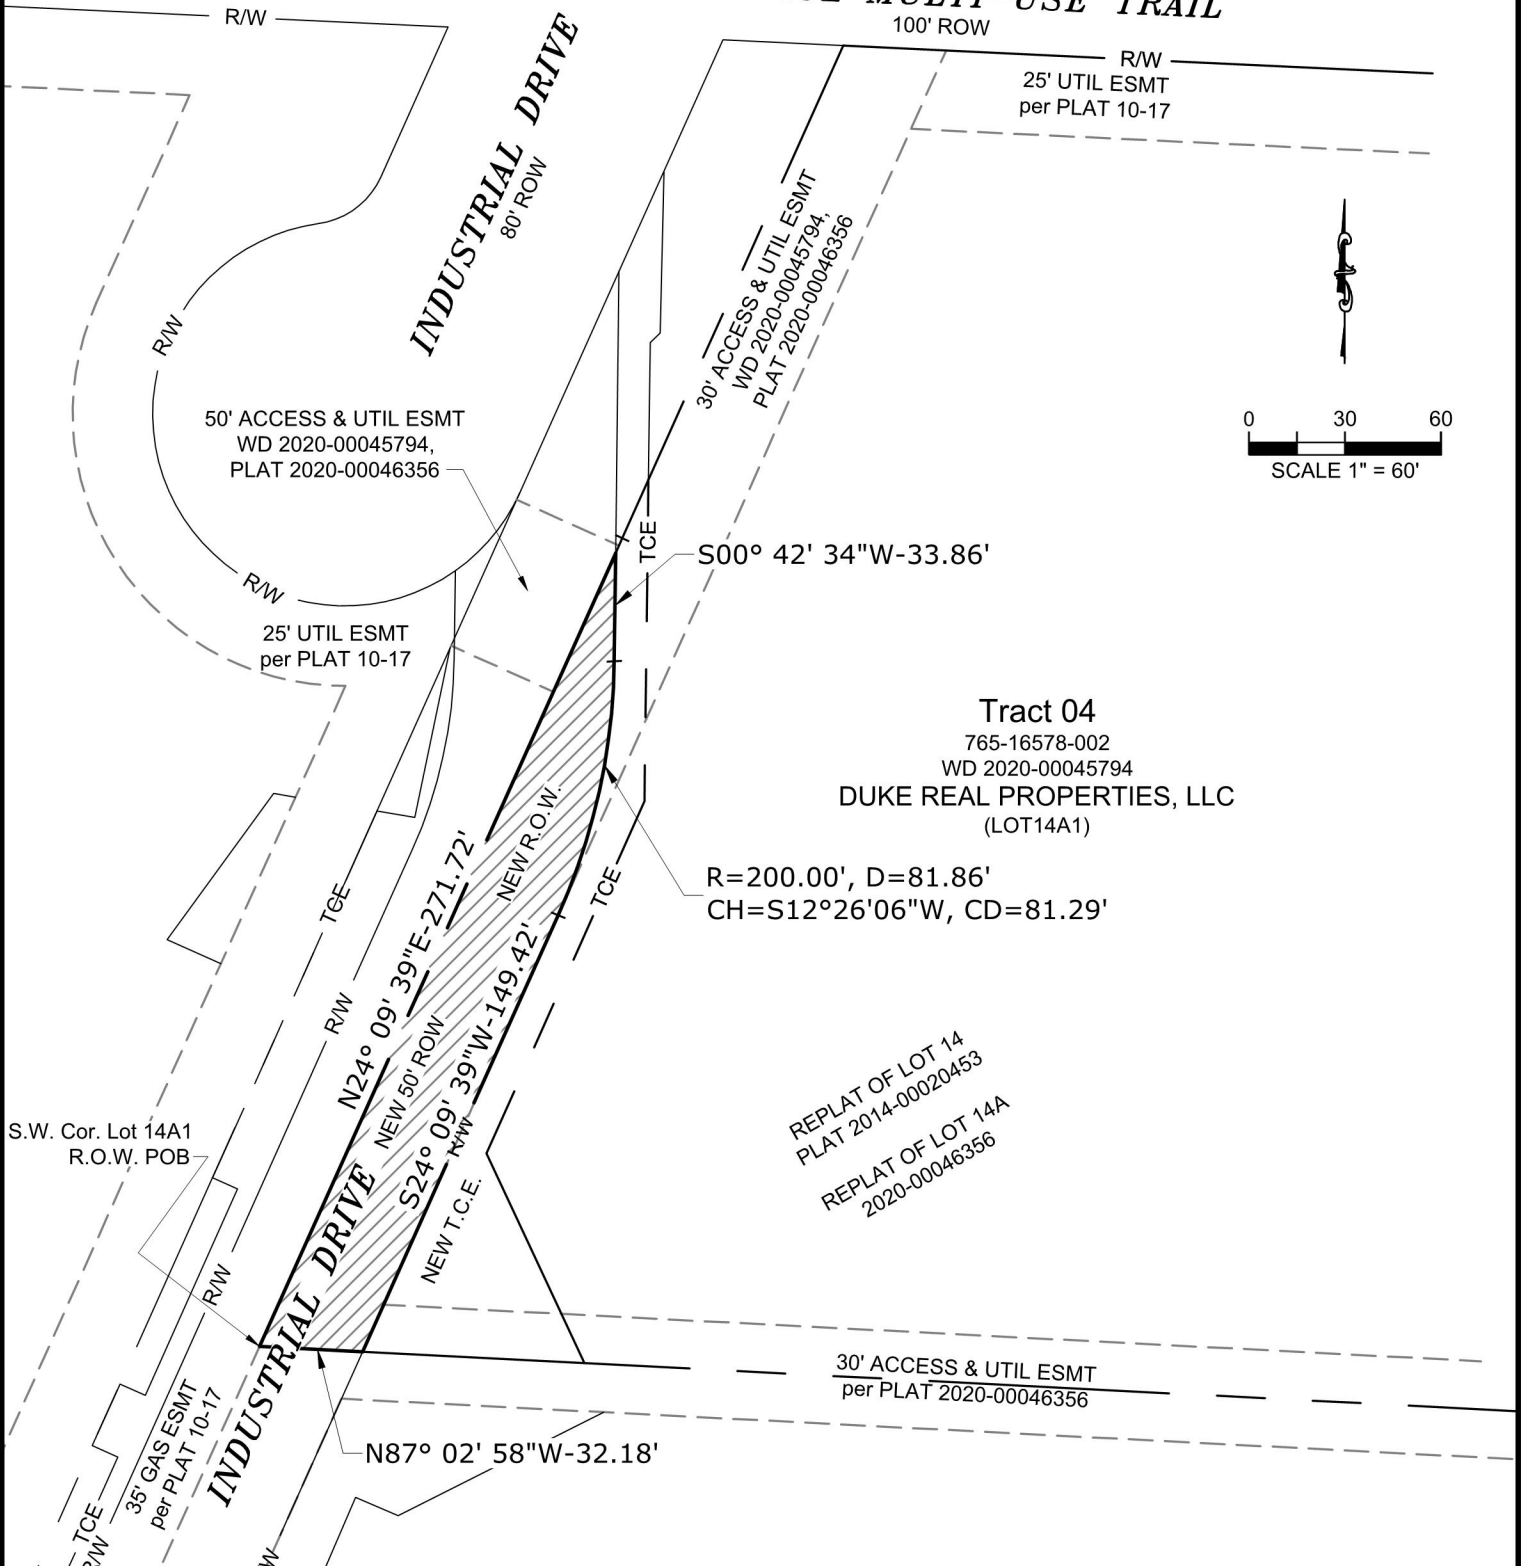 MULTI-USE TRAIL
100' ROW
R/W
R/W
25' UTIL ESMT
per PLAT 10-17
INDUSTRIAL DRIVE
80' ROW
30' ACCESS & UTIL ESMT
WD 2020-00045794,
PLAT 2020-00046356
R/W
50' ACCESS & UTIL ESMT
WD 2020-00045794,
PLAT 2020-00046356
0 30 60
SCALE 1" = 60'
TCE
S00° 42' 34"W-33.86'
R/W
25' UTIL ESMT
per PLAT 10-17
Tract 04
765-16578-002
WD 2020-00045794
DUKE REAL PROPERTIES, LLC
(LOT14A1)
NEW R.O.W.
R=200.00', D=81.86'
CH=S12°26'06"W, CD=81.29'
TCE
TCE
N24° 09' 39"E-271.72'
S24° 09' 39"W-149.42'
R/W
NEW 50' ROW
R/W
REPLAT OF LOT 14
PLAT 2014-00020453
REPLAT OF LOT 14A
2020-00046356
S.W. Cor. Lot 14A1
R.O.W. POB
NEW T.C.E.
R/W
INDUSTRIAL DRIVE
30' ACCESS & UTIL ESMT
per PLAT 2020-00046356
N87° 02' 58"W-32.18'
35' GAS ESMT
per PLAT 10-17
TCE
R/W
W